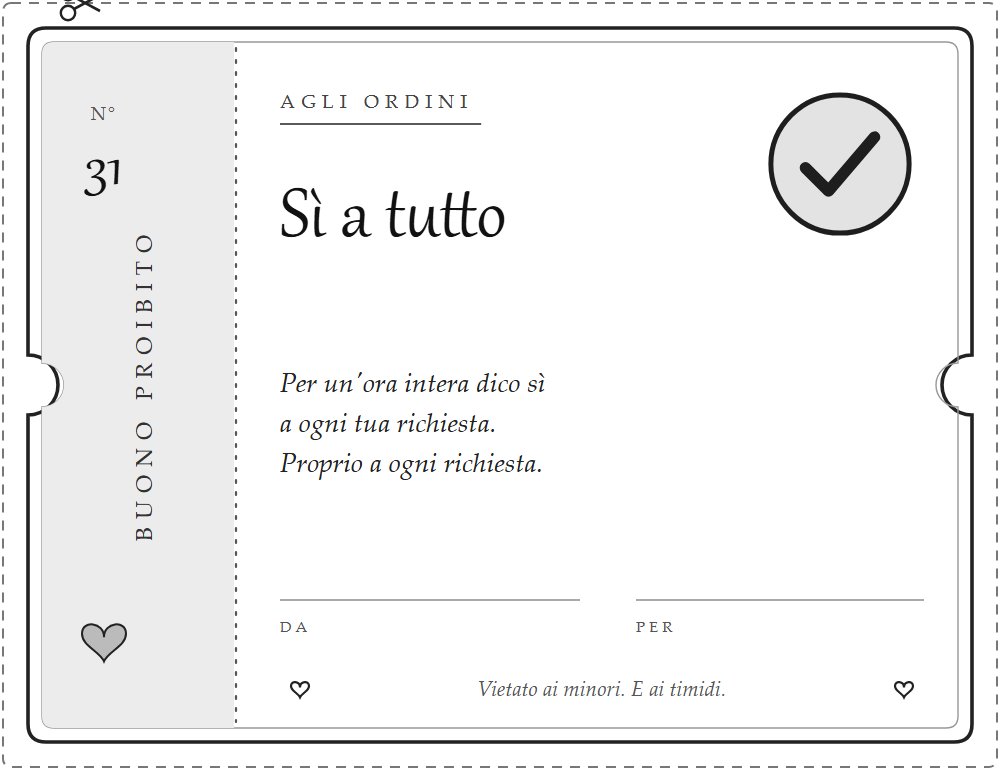 N°
31
BUONO PROIBITO
AGLI ORDINI
Sì a tutto
Per un'ora intera dico sì
a ogni tua richiesta.
Proprio a ogni richiesta.
DA
PER
Vietato ai minori. E ai timidi.